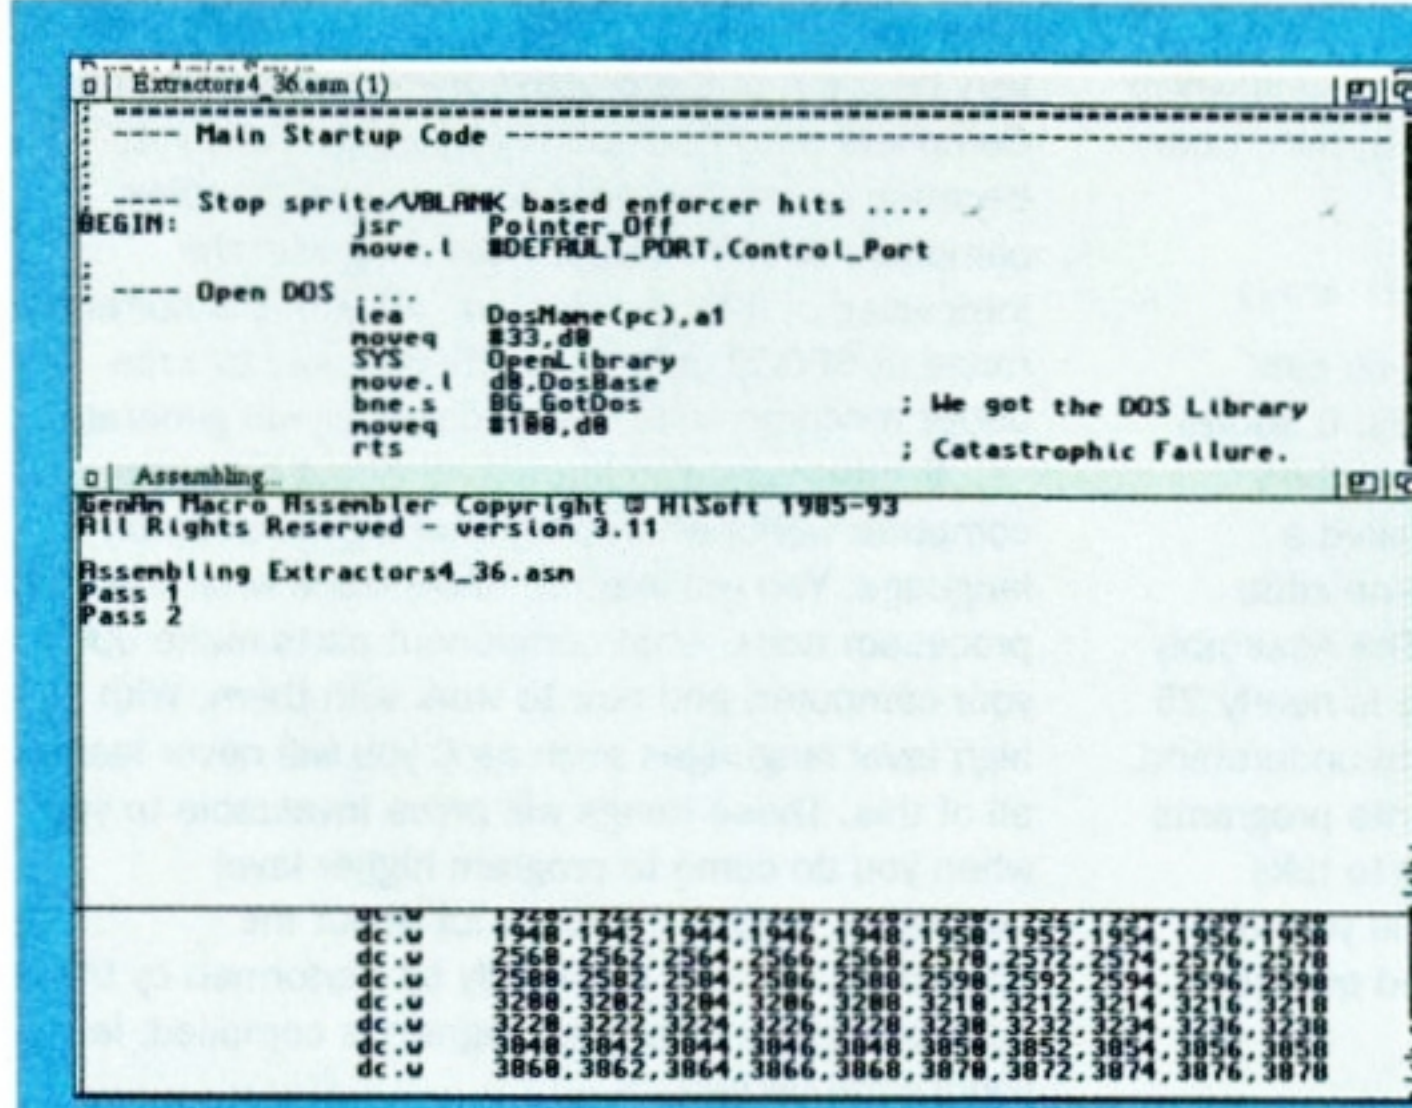 Extractors4_36.asm (1)
; ---- Main Startup Code ----
; ---- Stop sprite/VBLANK based enforcer hits ....
BEGIN: jsr Pointer_Off
move.l #DEFAULT_PORT,Control_Port
; ---- Open DOS ....
lea DosName(pc),a1
moveq #33,d0
SYS OpenLibrary
move.l d0,DosBase
bne.s BG_GotDos ; We got the DOS Library
moveq #100,d0
rts ; Catastrophic Failure.
Assembling...
GenAm Macro Assembler Copyright © HiSoft 1985-93
All Rights Reserved - version 3.11
Assembling Extractors4_36.asm
Pass 1
Pass 2
dc.w 1940,1942,1944,1946,1948,1950,1952,1954,1956,1958
dc.w 2560,2562,2564,2566,2568,2570,2572,2574,2576,2578
dc.w 2580,2582,2584,2586,2588,2590,2592,2594,2596,2598
dc.w 3200,3202,3204,3206,3208,3210,3212,3214,3216,3218
dc.w 3220,3222,3224,3226,3228,3230,3232,3234,3236,3238
dc.w 3840,3842,3844,3846,3848,3850,3852,3854,3856,3858
dc.w 3860,3862,3864,3866,3868,3870,3872,3874,3876,3878